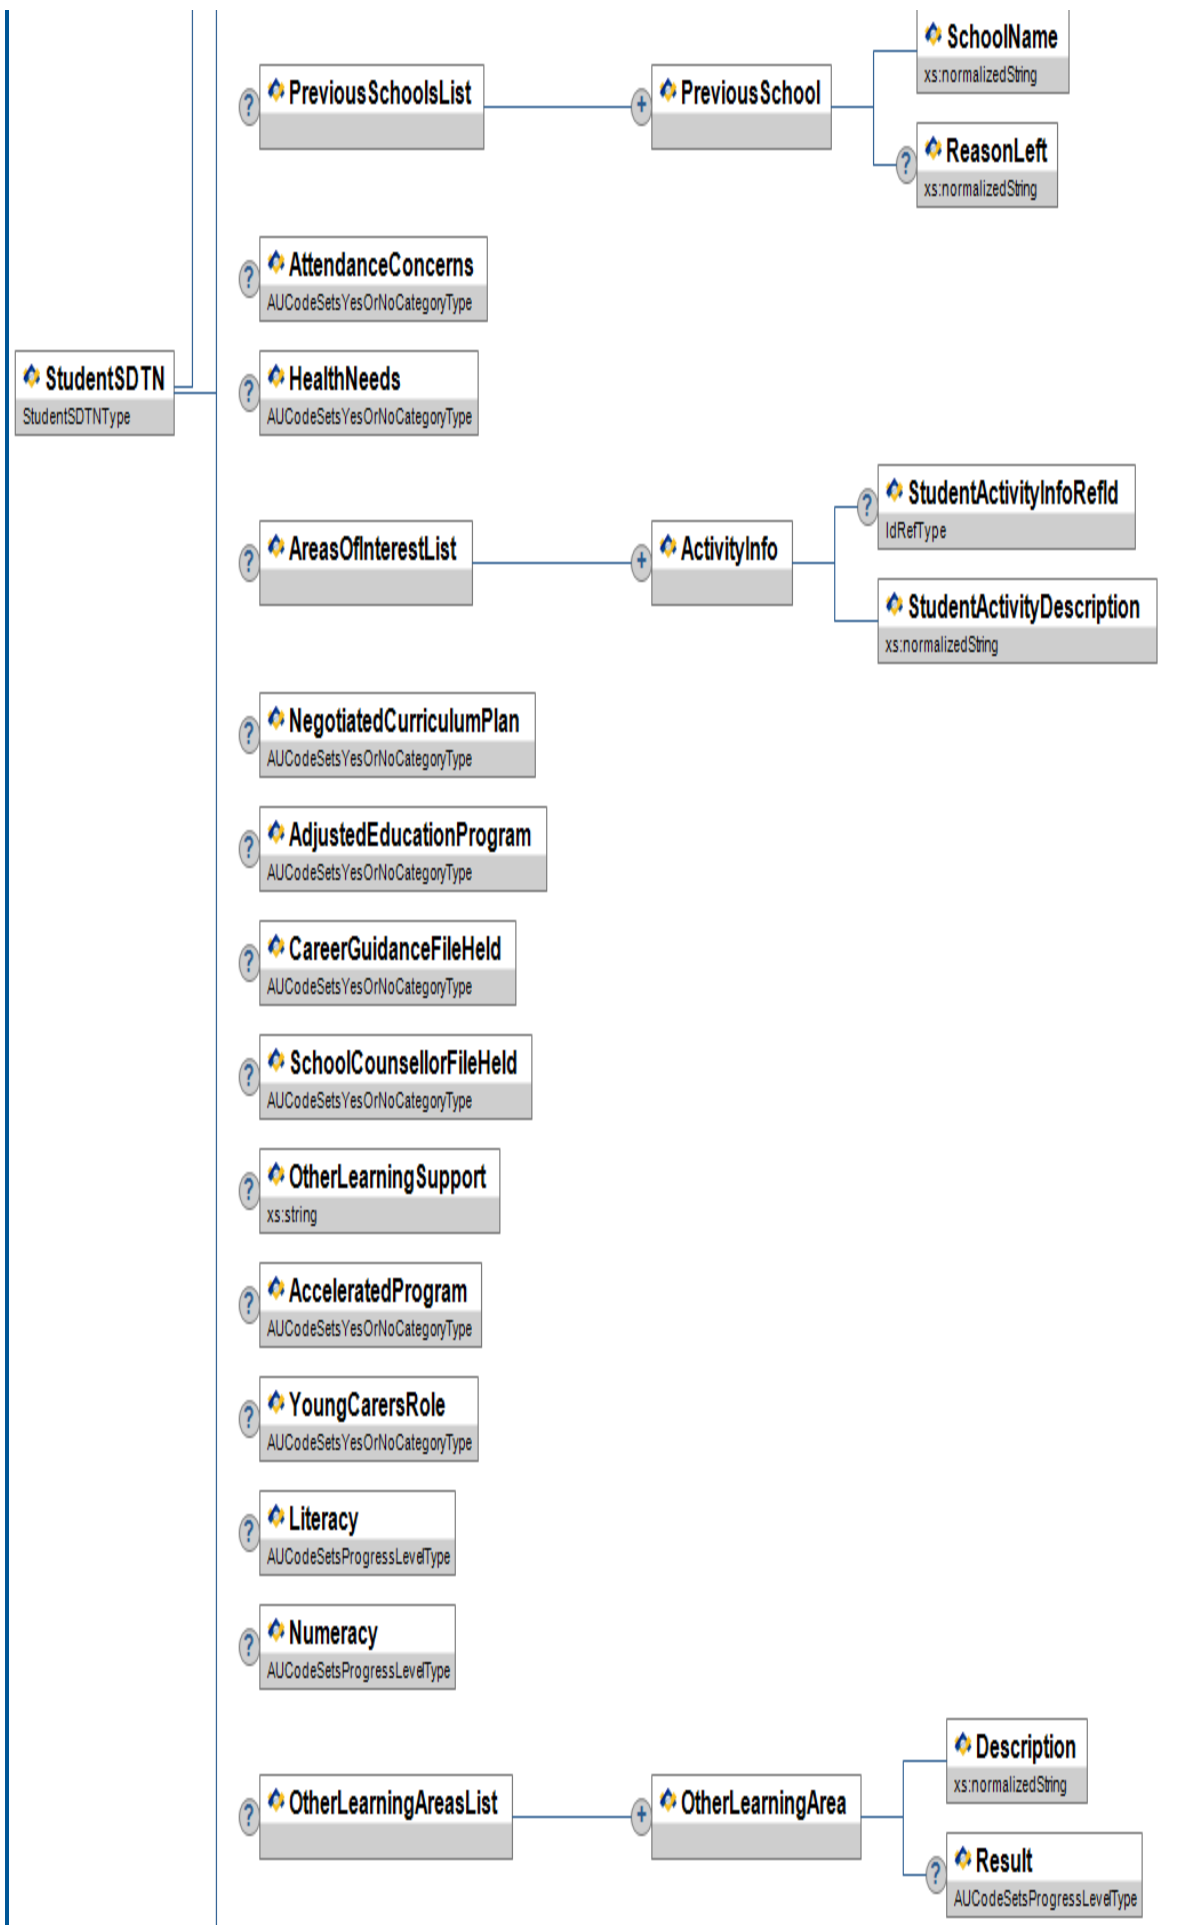 SchoolName
xs:normalizedString
? PreviousSchoolsList
+ PreviousSchool
? ReasonLeft
xs:normalizedString
? AttendanceConcerns
AUCodeSetsYesOrNoCategoryType
StudentSDTN
StudentSDTNType
? HealthNeeds
AUCodeSetsYesOrNoCategoryType
? StudentActivityInfoRefId
IdRefType
? AreasOfInterestList
+ ActivityInfo
StudentActivityDescription
xs:normalizedString
? NegotiatedCurriculumPlan
AUCodeSetsYesOrNoCategoryType
? AdjustedEducationProgram
AUCodeSetsYesOrNoCategoryType
? CareerGuidanceFileHeld
AUCodeSetsYesOrNoCategoryType
? SchoolCounsellorFileHeld
AUCodeSetsYesOrNoCategoryType
? OtherLearningSupport
xs:string
? AcceleratedProgram
AUCodeSetsYesOrNoCategoryType
? YoungCarersRole
AUCodeSetsYesOrNoCategoryType
? Literacy
AUCodeSetsProgressLevelType
? Numeracy
AUCodeSetsProgressLevelType
Description
xs:normalizedString
? OtherLearningAreasList
+ OtherLearningArea
? Result
AUCodeSetsProgressLevelType